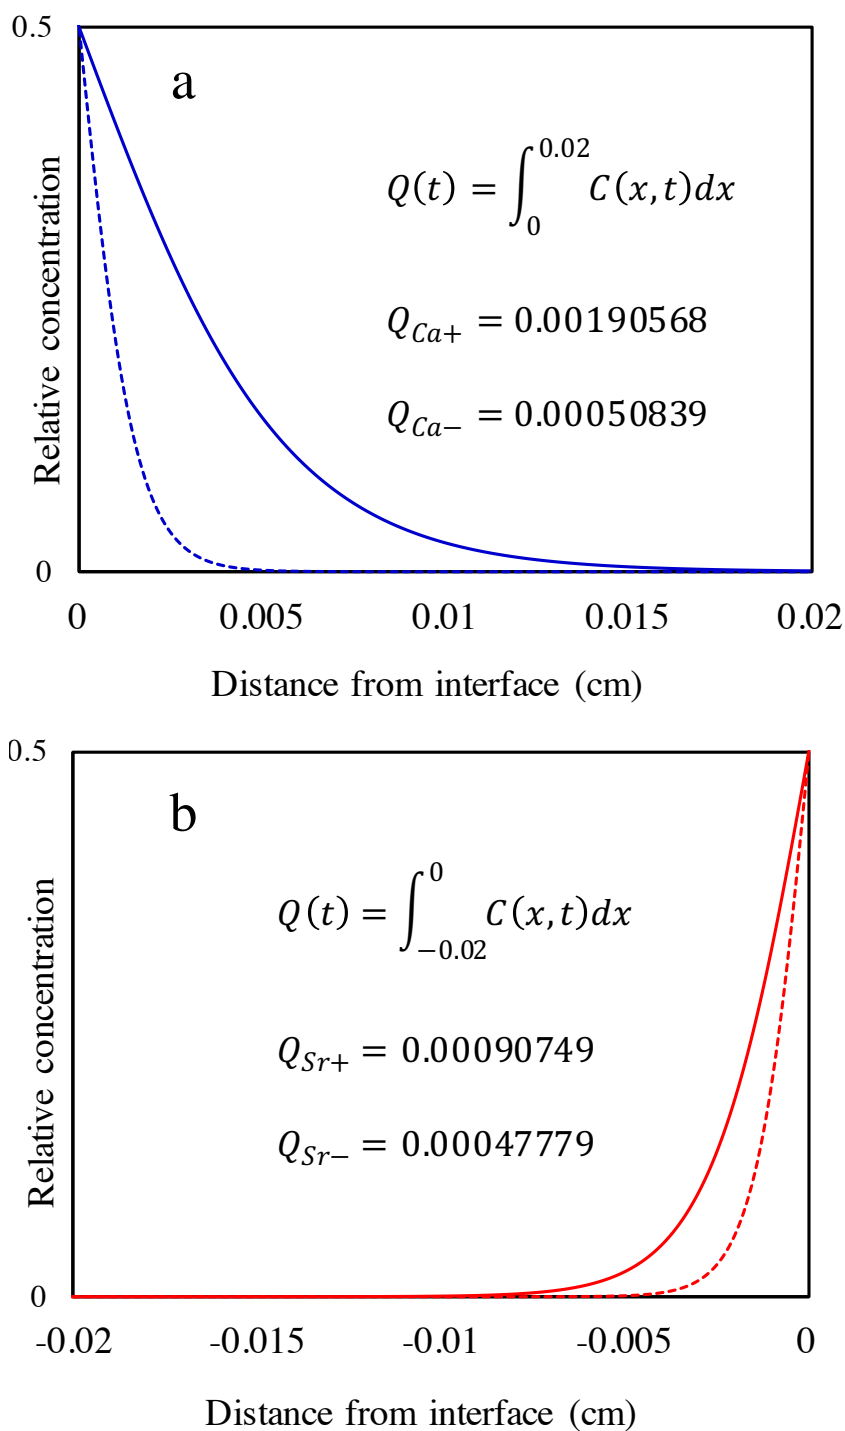 0.5
a
Q(t) = ∫₀^0.02 C(x,t)dx
Q_Ca+ = 0.00190568
Q_Ca− = 0.00050839
Relative concentration
0
0 0.005 0.01 0.015 0.02
Distance from interface (cm)
0.5
b
Q(t) = ∫_−0.02^0 C(x,t)dx
Q_Sr+ = 0.00090749
Q_Sr− = 0.00047779
Relative concentration
0
-0.02 -0.015 -0.01 -0.005 0
Distance from interface (cm)